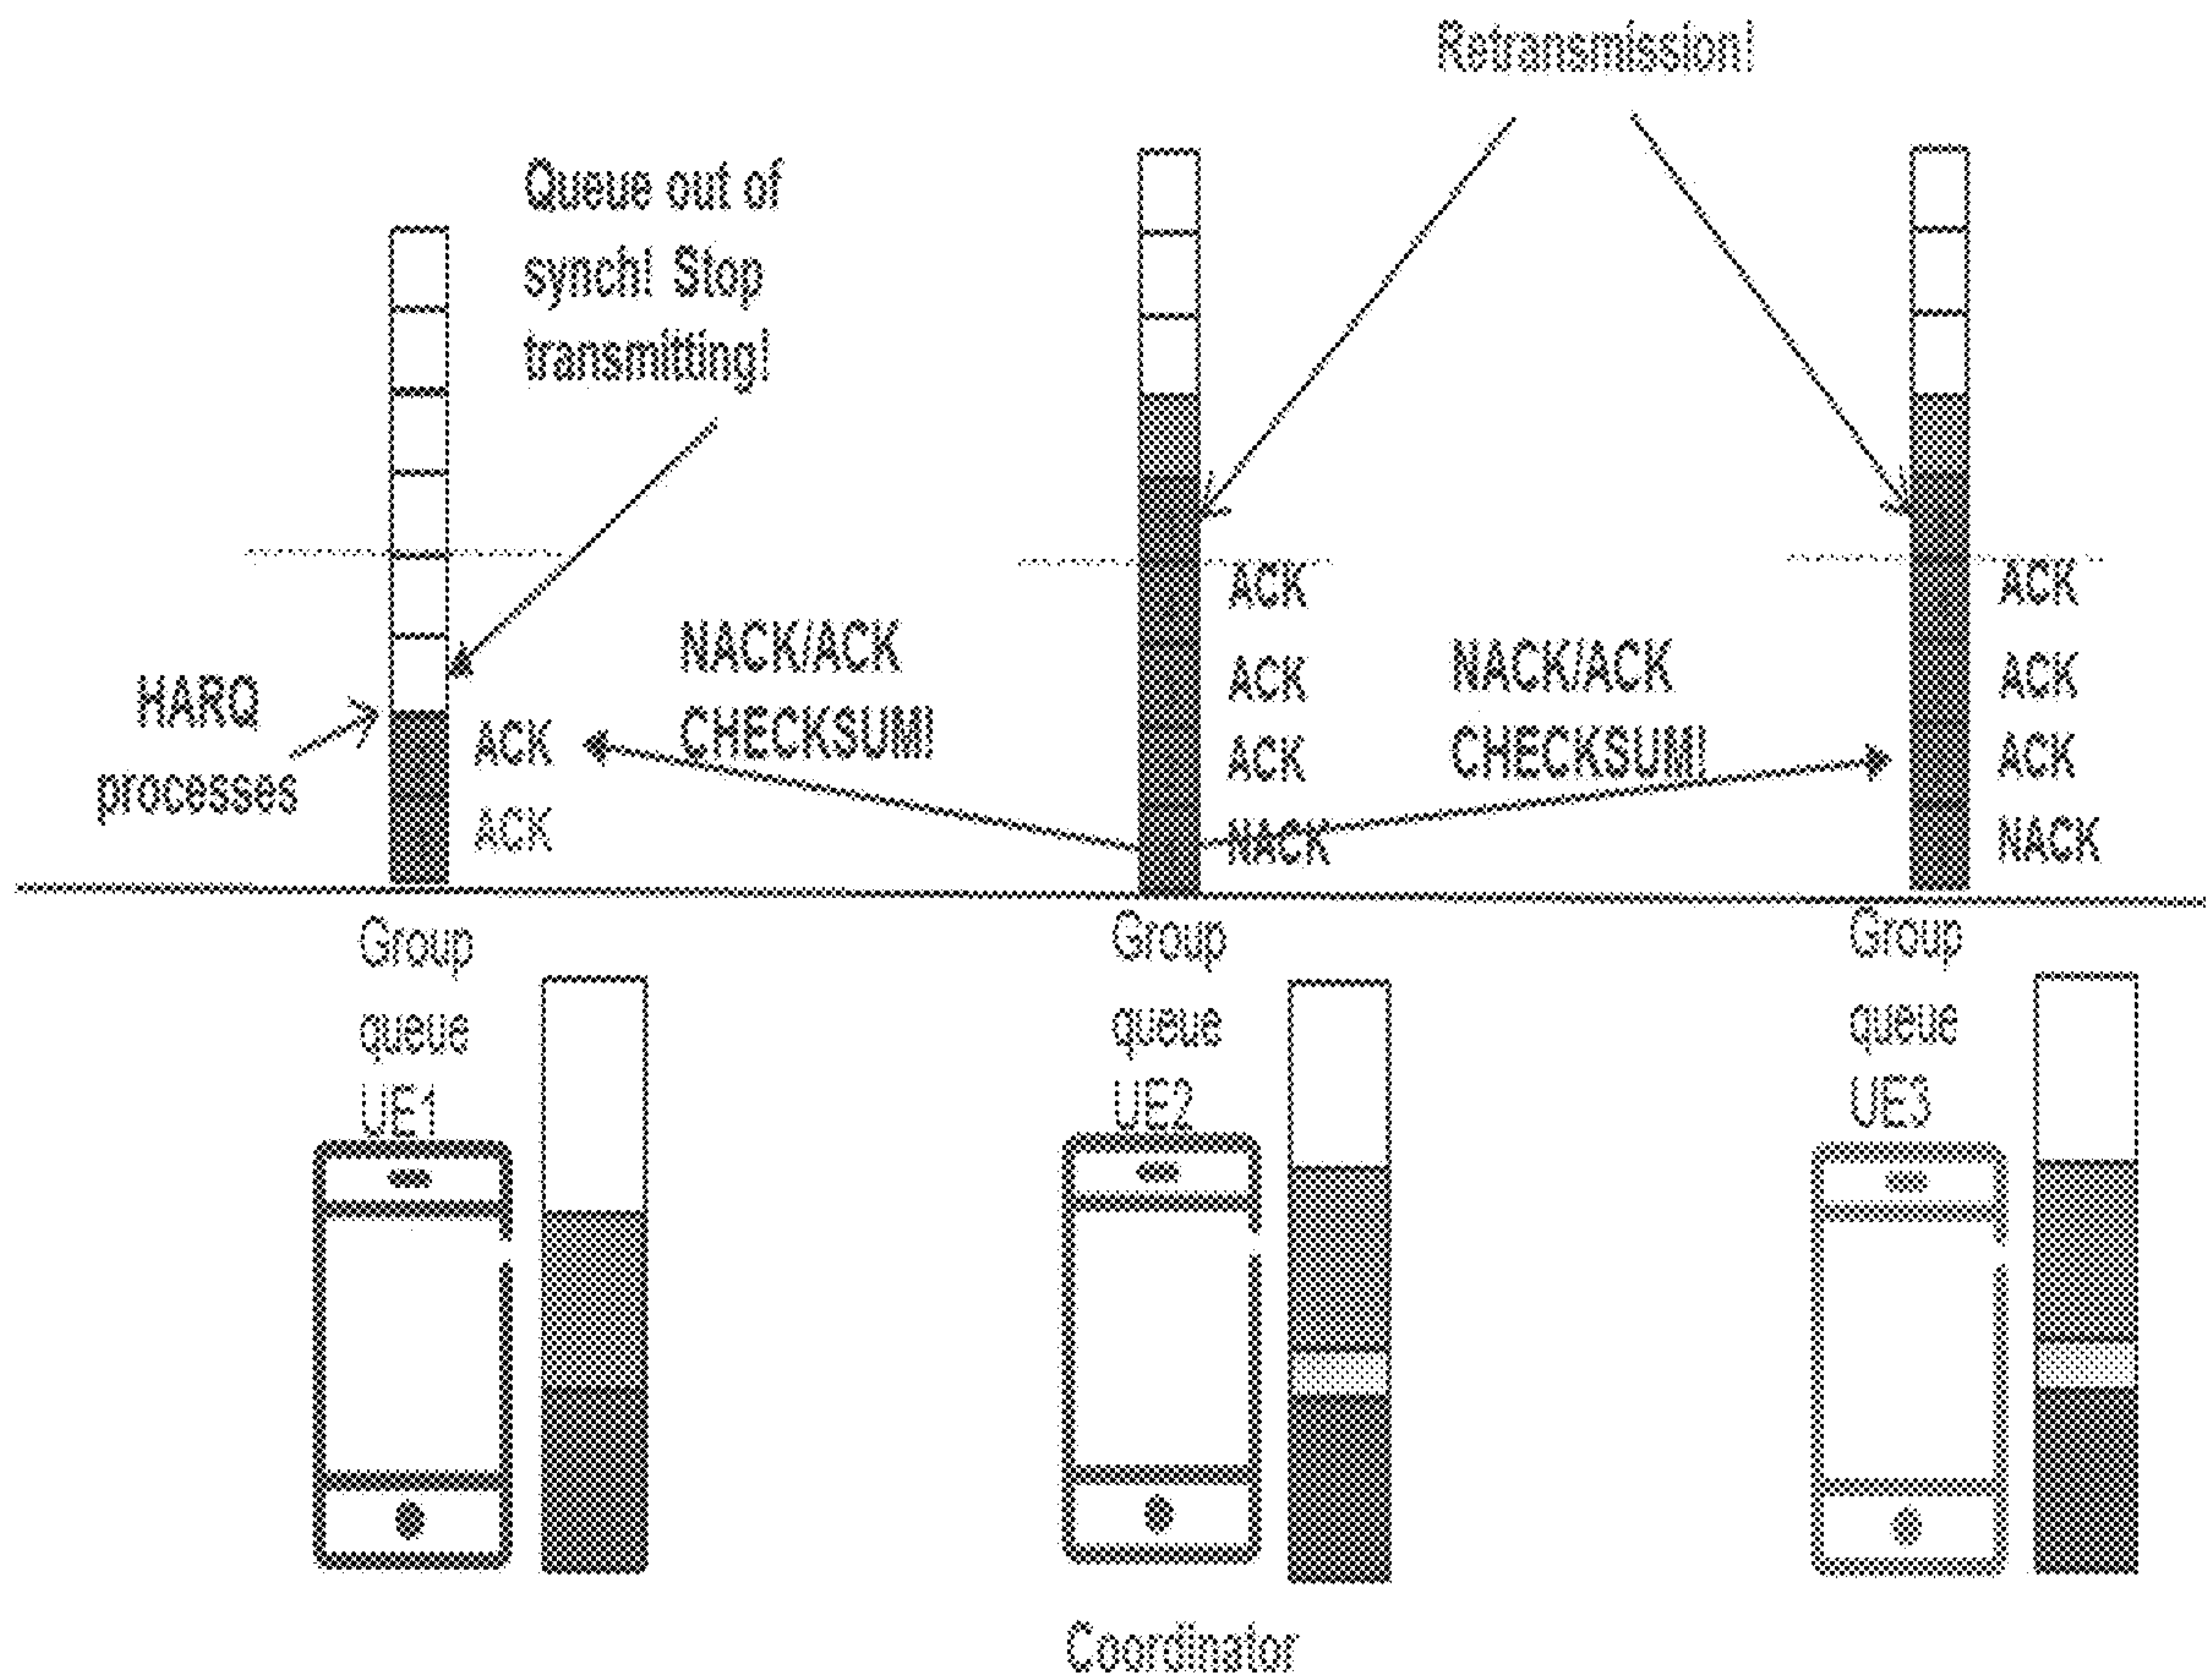 Retransmission!
Queue out of
synch! Stop
transmitting!
HARQ
processes
ACK
ACK
NACK/ACK
CHECKSUM!
ACK
ACK
ACK
NACK
NACK/ACK
CHECKSUM!
ACK
ACK
ACK
NACK
Group
queue
UE1
Group
queue
UE2
Group
queue
UE3
Coordinator